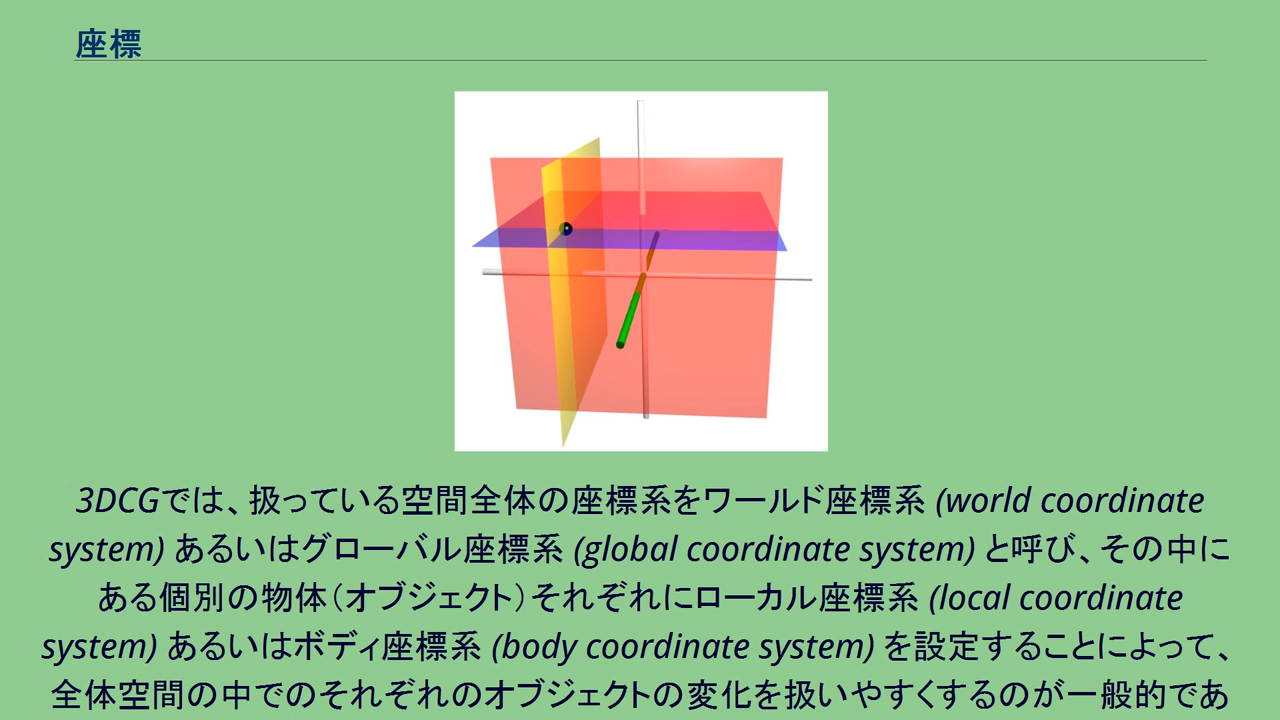 座標
3DCGでは、扱っている空間全体の座標系をワールド座標系 (world coordinate
system) あるいはグローバル座標系 (global coordinate system) と呼び、その中に
ある個別の物体（オブジェクト）それぞれにローカル座標系 (local coordinate
system) あるいはボディ座標系 (body coordinate system) を設定することによって、
全体空間の中でのそれぞれのオブジェクトの変化を扱いやすくするのが一般的であ